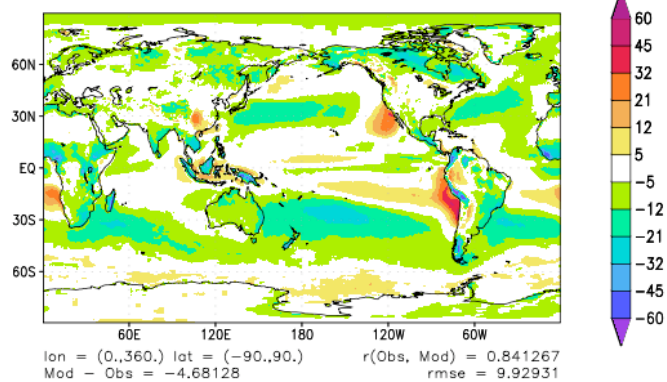 60N
30N
EQ
30S
60S
60E 120E 180 120W 60W
60
45
32
21
12
5
-5
-12
-21
-32
-45
-60
lon = (0.,360.) lat = (-90.,90.) r(Obs, Mod) = 0.841267
Mod - Obs = -4.68128 rmse = 9.92931